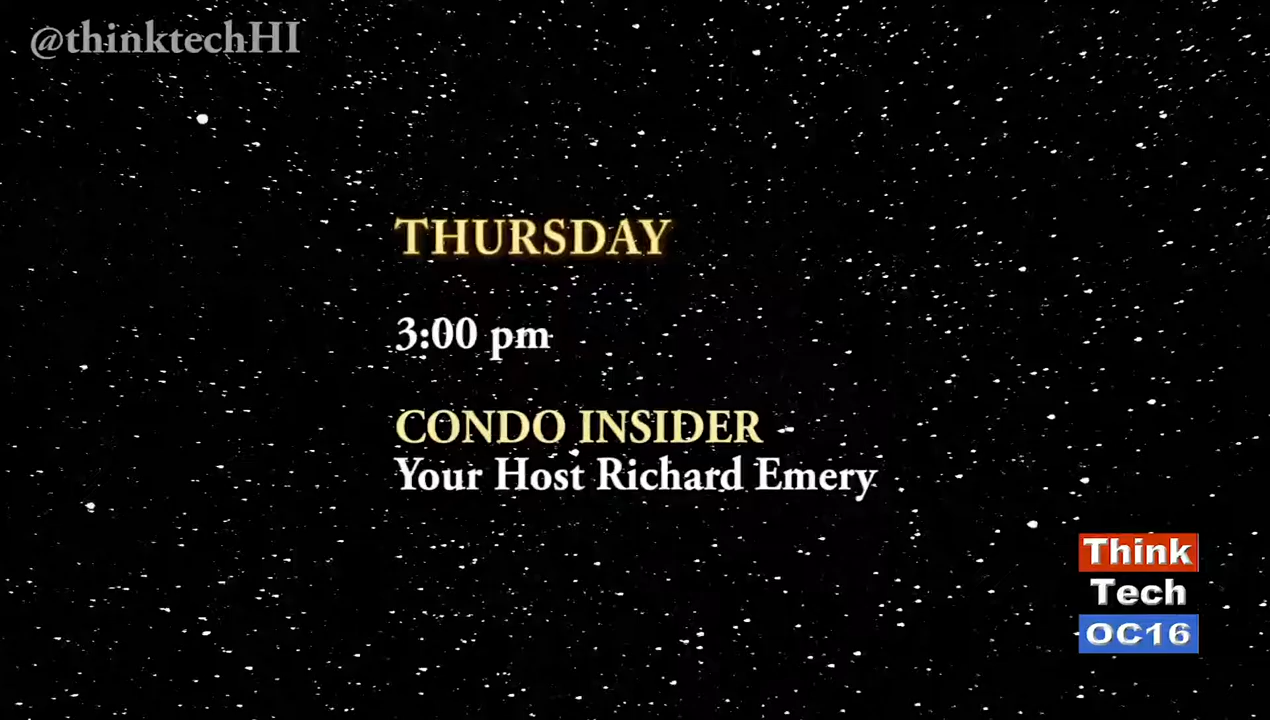 @thinktechHI
THURSDAY
3:00 pm
CONDO INSIDER
Your Host Richard Emery
Think
Tech
OC16